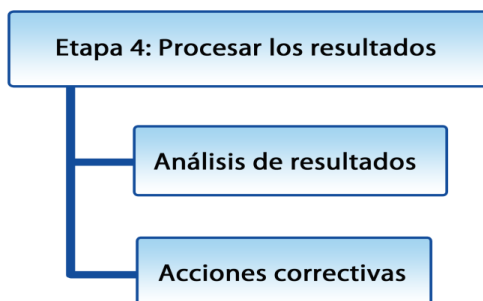 Etapa 4: Procesar los resultados
Análisis de resultados
Acciones correctivas